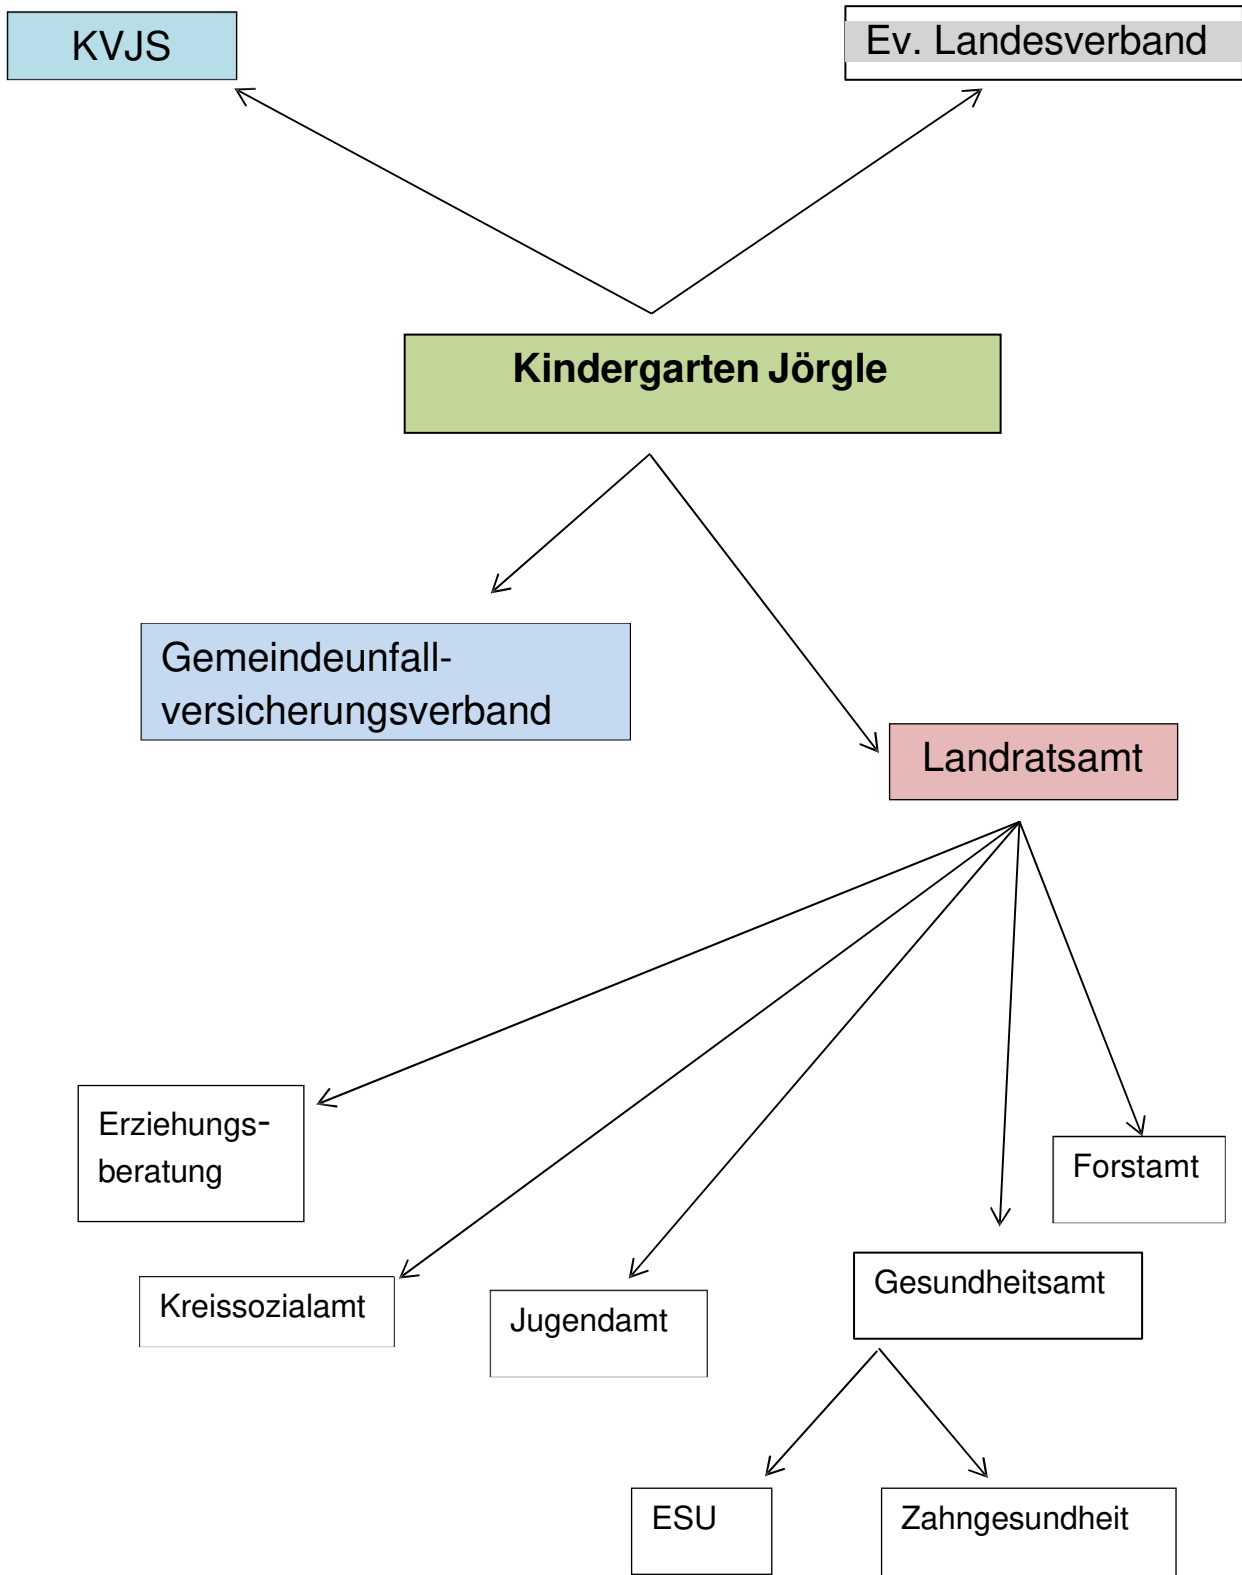 KVJS
Ev. Landesverband
Kindergarten Jörgle
Gemeindeunfall-
versicherungsverband
Landratsamt
Erziehungs-
beratung
Forstamt
Kreissozialamt
Jugendamt
Gesundheitsamt
ESU
Zahngesundheit